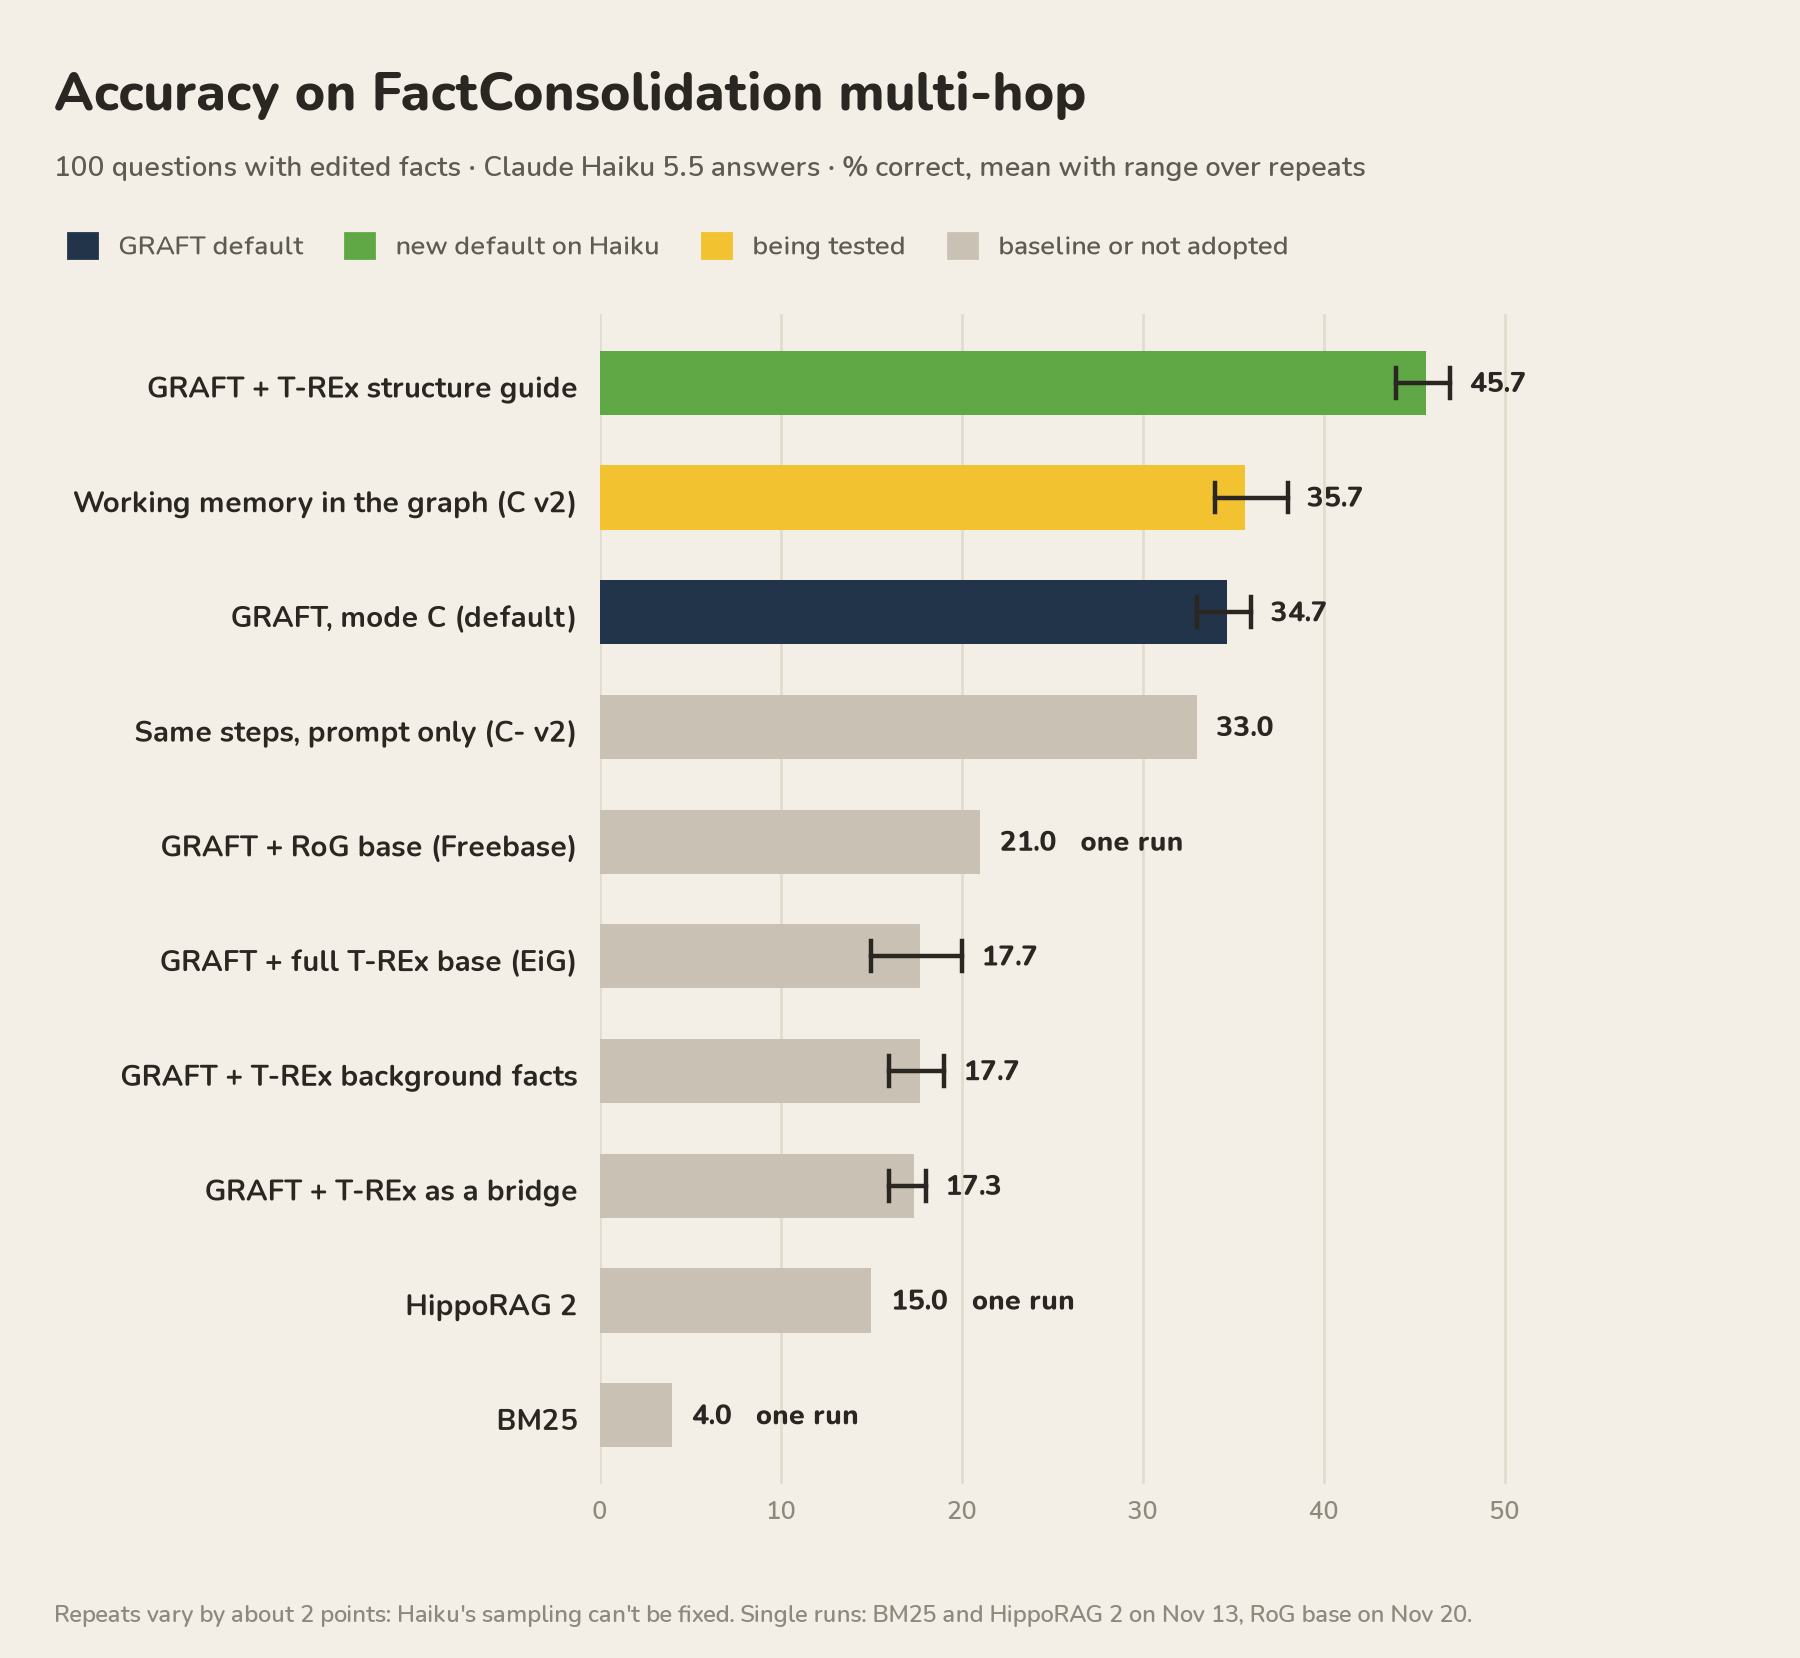 Accuracy on FactConsolidation multi-hop
100 questions with edited facts · Claude Haiku 5.5 answers · % correct, mean with range over repeats
GRAFT default new default on Haiku being tested baseline or not adopted
GRAFT + T-REx structure guide 45.7
Working memory in the graph (C v2) 35.7
GRAFT, mode C (default) 34.7
Same steps, prompt only (C- v2) 33.0
GRAFT + RoG base (Freebase) 21.0 one run
GRAFT + full T-REx base (EiG) 17.7
GRAFT + T-REx background facts 17.7
GRAFT + T-REx as a bridge 17.3
HippoRAG 2 15.0 one run
BM25 4.0 one run
0 10 20 30 40 50
Repeats vary by about 2 points: Haiku's sampling can't be fixed. Single runs: BM25 and HippoRAG 2 on Nov 13, RoG base on Nov 20.